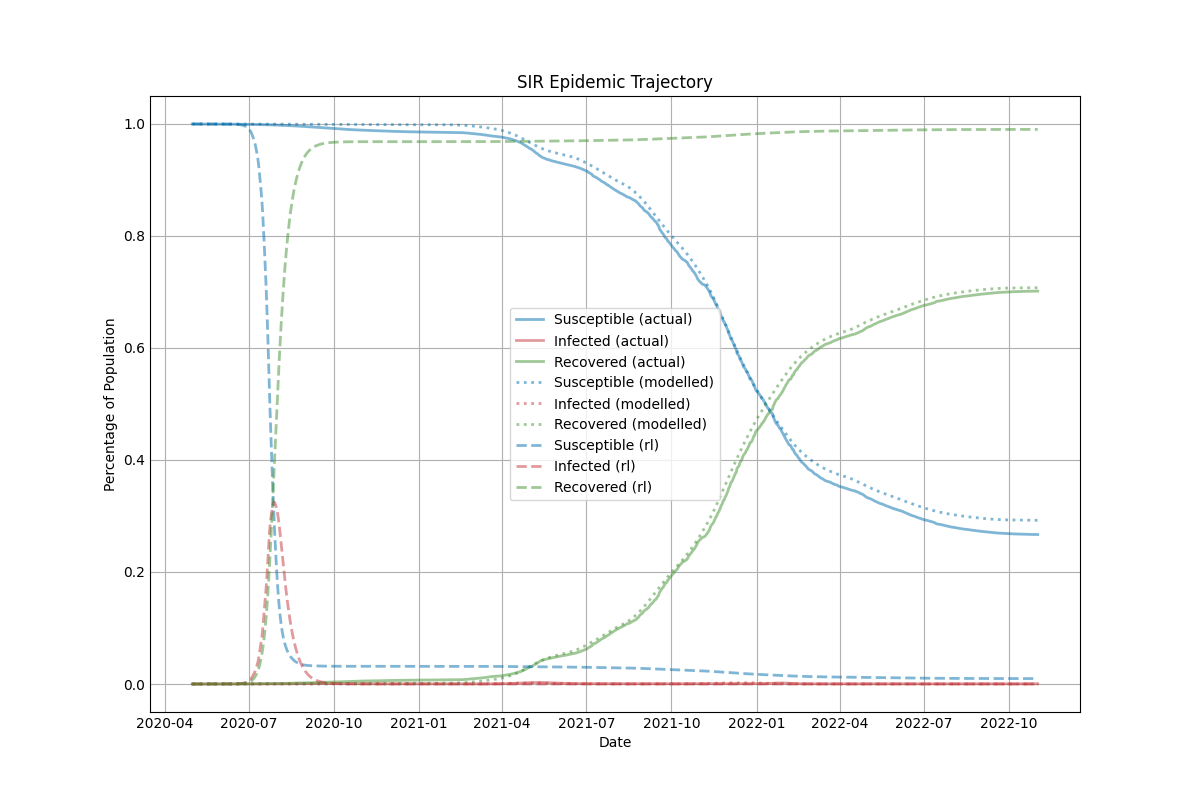 SIR Epidemic Trajectory
Percentage of Population
1.0
0.8
0.6
0.4
0.2
0.0
Susceptible (actual)
Infected (actual)
Recovered (actual)
Susceptible (modelled)
Infected (modelled)
Recovered (modelled)
Susceptible (rl)
Infected (rl)
Recovered (rl)
2020-04 2020-07 2020-10 2021-01 2021-04 2021-07 2021-10 2022-01 2022-04 2022-07 2022-10
Date